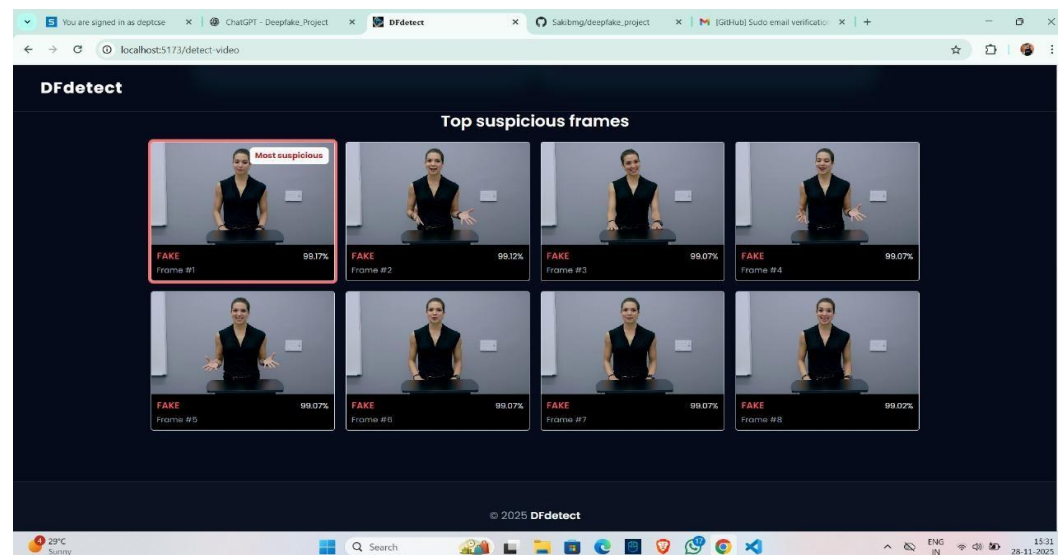 You are signed in as deptcse
ChatGPT - Deepfake_Project
DFdetect
Sakibmg/deepfake_project
[GitHub] Sudo email verificatio
localhost:5173/detect-video
DFdetect
Top suspicious frames
Most suspicious
FAKE 99.17% FAKE 99.12% FAKE 99.07% FAKE 99.07%
Frame #1 Frame #2 Frame #3 Frame #4
FAKE 99.07% FAKE 99.07% FAKE 99.07% FAKE 99.02%
Frame #5 Frame #6 Frame #7 Frame #8
© 2025 DFdetect
4 29°C
Sunny
Search
17
ENG
IN
15:31
28-11-2025